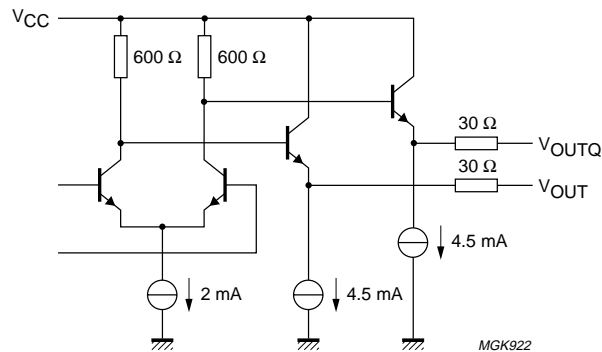 VCC
600 Ω
600 Ω
30 Ω
VOUTQ
30 Ω
VOUT
4.5 mA
2 mA
4.5 mA
MGK922